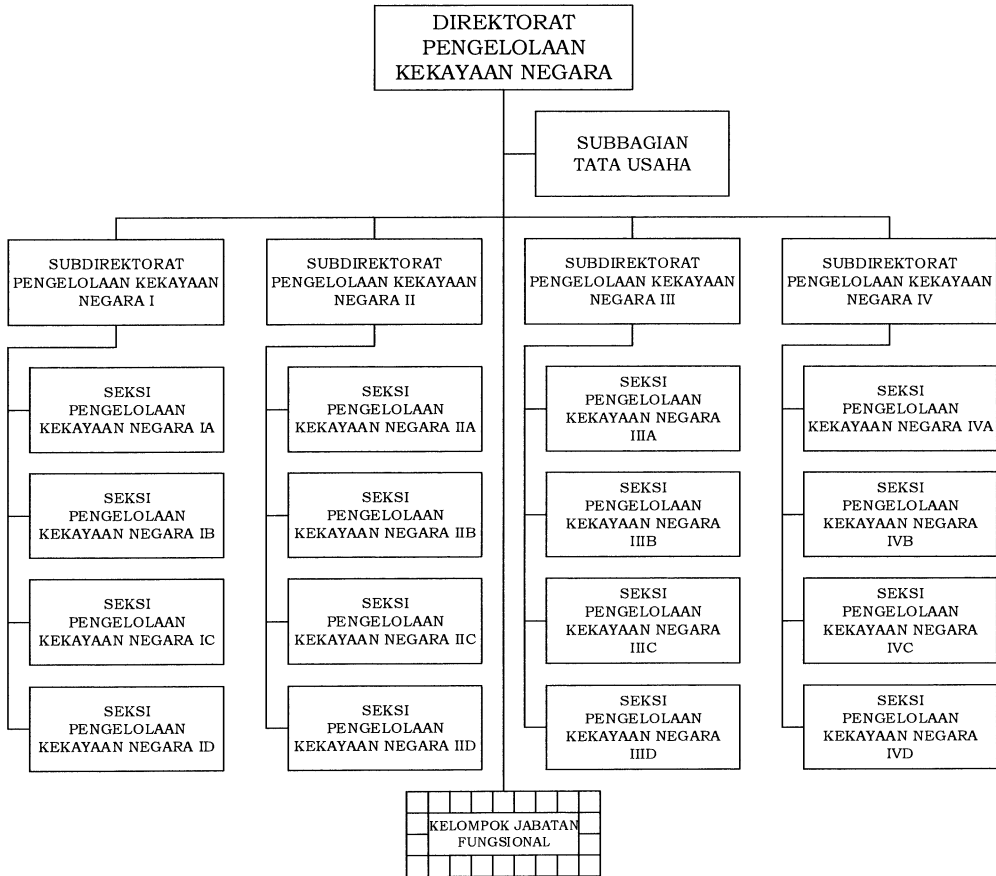 DIREKTORAT
PENGELOLAAN
KEKAYAAN NEGARA
SUBBAGIAN
TATA USAHA
SUBDIREKTORAT
PENGELOLAAN KEKAYAAN
NEGARA I
SUBDIREKTORAT
PENGELOLAAN KEKAYAAN
NEGARA II
SUBDIREKTORAT
PENGELOLAAN KEKAYAAN
NEGARA III
SUBDIREKTORAT
PENGELOLAAN KEKAYAAN
NEGARA IV
SEKSI
PENGELOLAAN
KEKAYAAN NEGARA IA
SEKSI
PENGELOLAAN
KEKAYAAN NEGARA IIA
SEKSI
PENGELOLAAN
KEKAYAAN NEGARA
IIIA
SEKSI
PENGELOLAAN
KEKAYAAN NEGARA IVA
SEKSI
PENGELOLAAN
KEKAYAAN NEGARA IB
SEKSI
PENGELOLAAN
KEKAYAAN NEGARA IIB
SEKSI
PENGELOLAAN
KEKAYAAN NEGARA
IIIB
SEKSI
PENGELOLAAN
KEKAYAAN NEGARA
IVB
SEKSI
PENGELOLAAN
KEKAYAAN NEGARA IC
SEKSI
PENGELOLAAN
KEKAYAAN NEGARA IIC
SEKSI
PENGELOLAAN
KEKAYAAN NEGARA
IIIC
SEKSI
PENGELOLAAN
KEKAYAAN NEGARA
IVC
SEKSI
PENGELOLAAN
KEKAYAAN NEGARA ID
SEKSI
PENGELOLAAN
KEKAYAAN NEGARA IID
SEKSI
PENGELOLAAN
KEKAYAAN NEGARA
IIID
SEKSI
PENGELOLAAN
KEKAYAAN NEGARA
IVD
KELOMPOK JABATAN
FUNGSIONAL